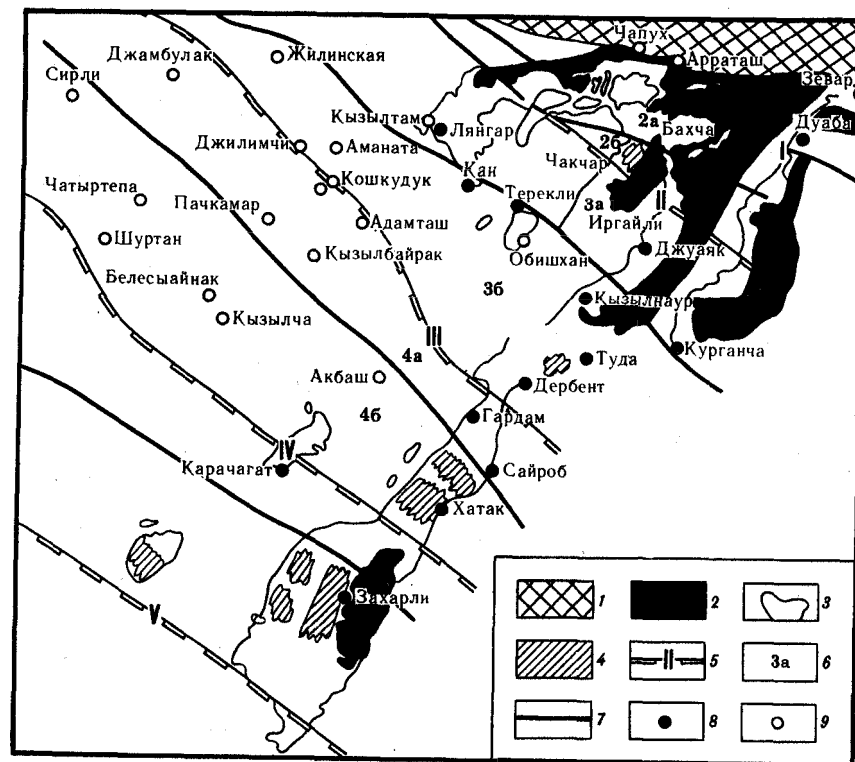 Чапух
Джамбулак
Жилинская
Арраташ
Сирли
Зевар
Кызылтам
2а
Дуаба
Лянгар
Бахча
Джилимчи
Аманата
2б
I
Чакчар
Кошкудук
Кан
Чатыртепа
Терекли
3а
II
Пачкамар
Адамташ
Иргайли
Шуртан
Джуаяк
Кызылбайрак
Обишхан
Белесыайнак
3б
Кызылнаур
Кызылча
III
Курганча
4а
Туда
Акбаш
Дербент
4б
Гардам
IV
Карачагат
Сайроб
Хатак
V
Захарли
1
2
3
4
II
5
3а
6
7
8
9